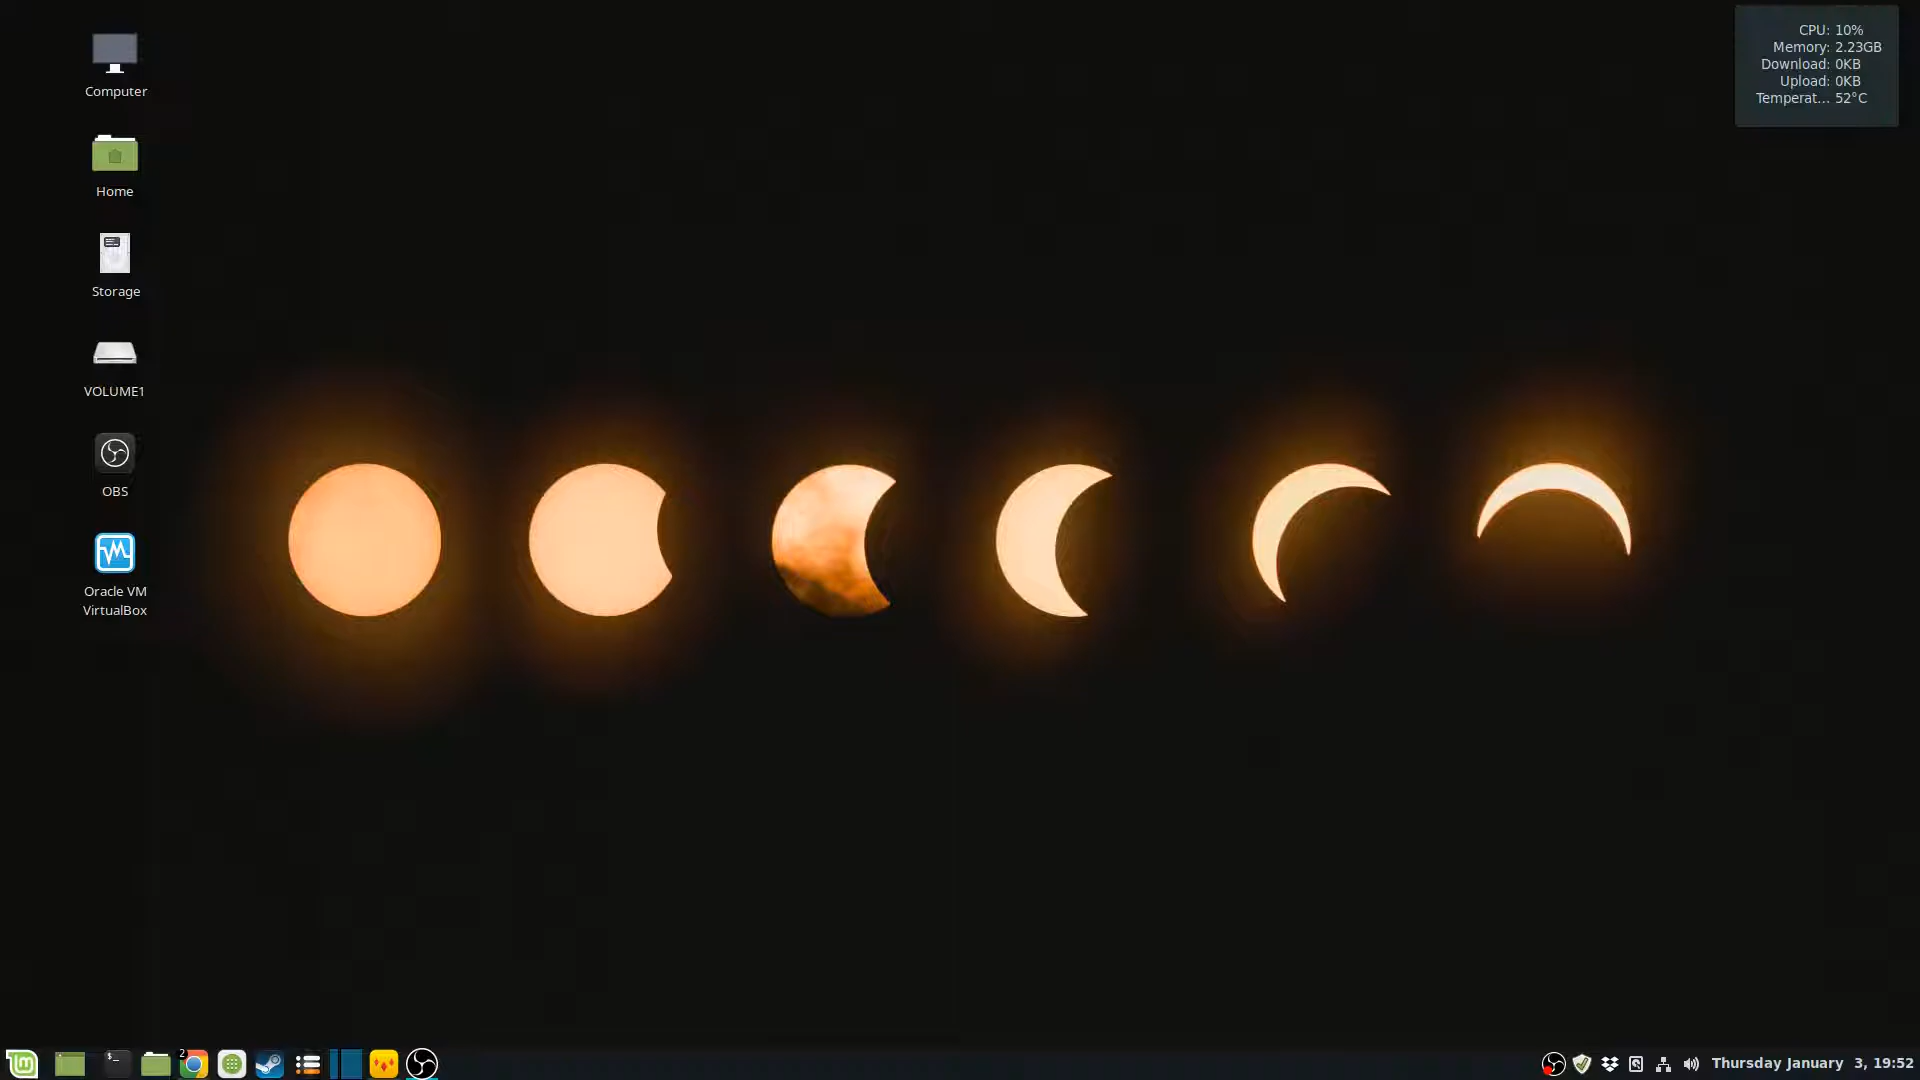 Computer
Home
Storage
VOLUME1
OBS
Oracle VM
VirtualBox
CPU: 10%
Memory: 2.23GB
Download: 0KB
Upload: 0KB
Temperat... 52°C
$_
2
Thursday January  3, 19:52